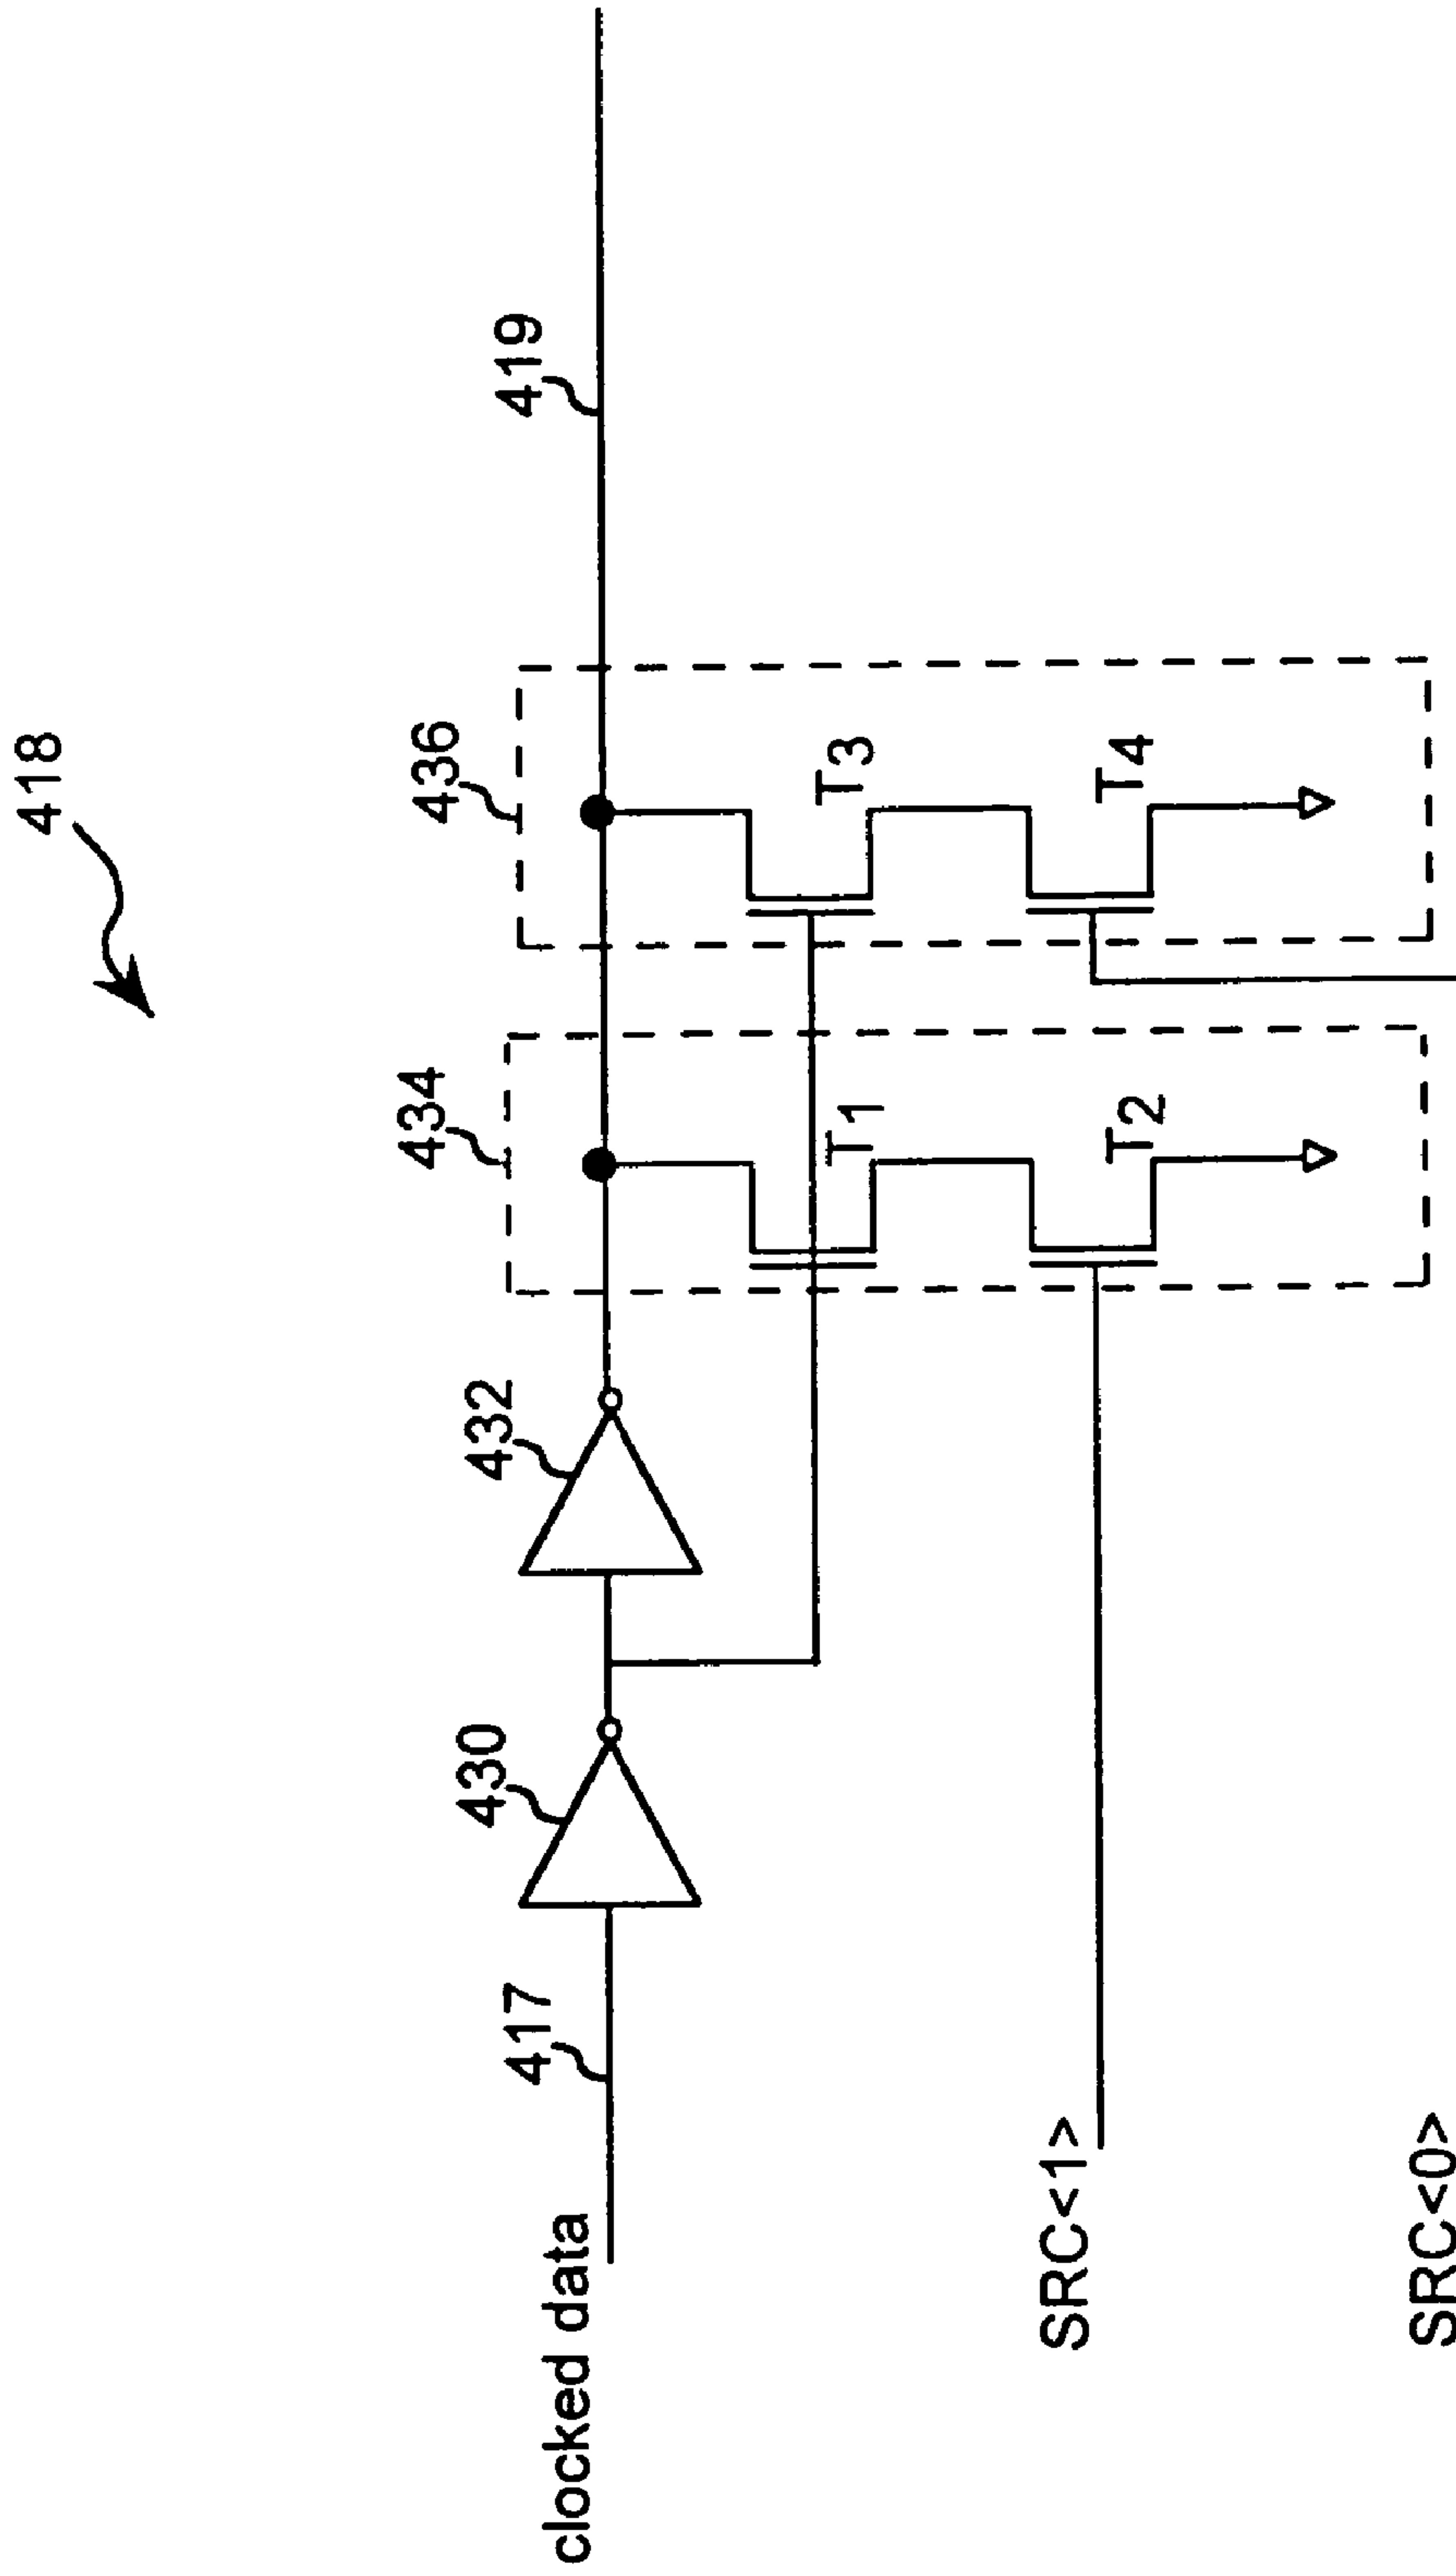 418
419
436
434
432
430
417
T3
T4
T1
T2
clocked data
SRC<1>
SRC<0>